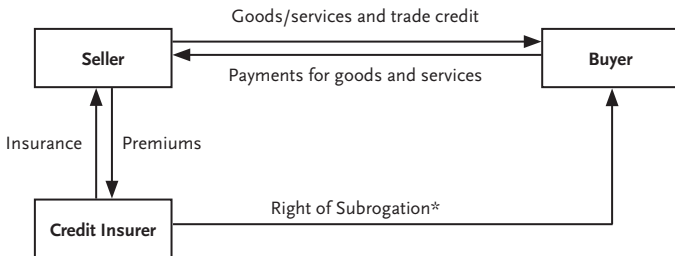 Goods/services and trade credit
Seller
Buyer
Payments for goods and services
Insurance
Premiums
Right of Subrogation*
Credit Insurer